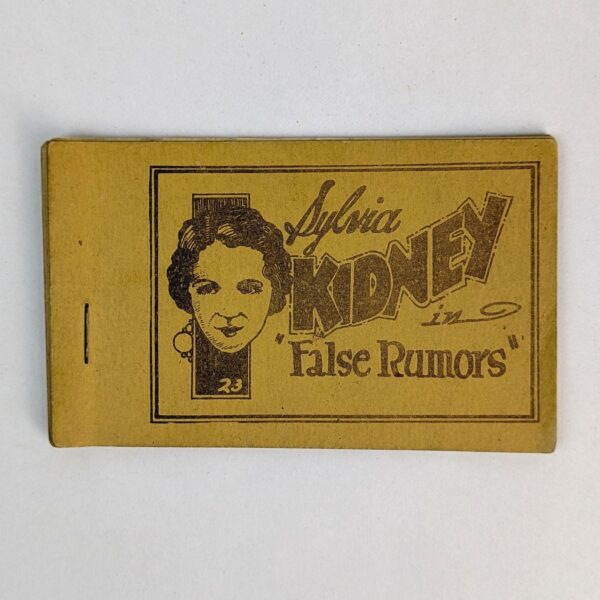 Sylvia
KIDNEY
in
"False Rumors"
23